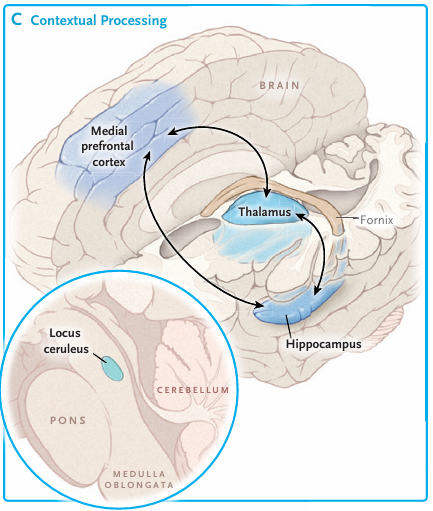 C Contextual Processing
BRAIN
Medial
prefrontal
cortex
Thalamus
Fornix
Hippocampus
Locus
ceruleus
CEREBELLUM
PONS
MEDULLA
OBLONGATA